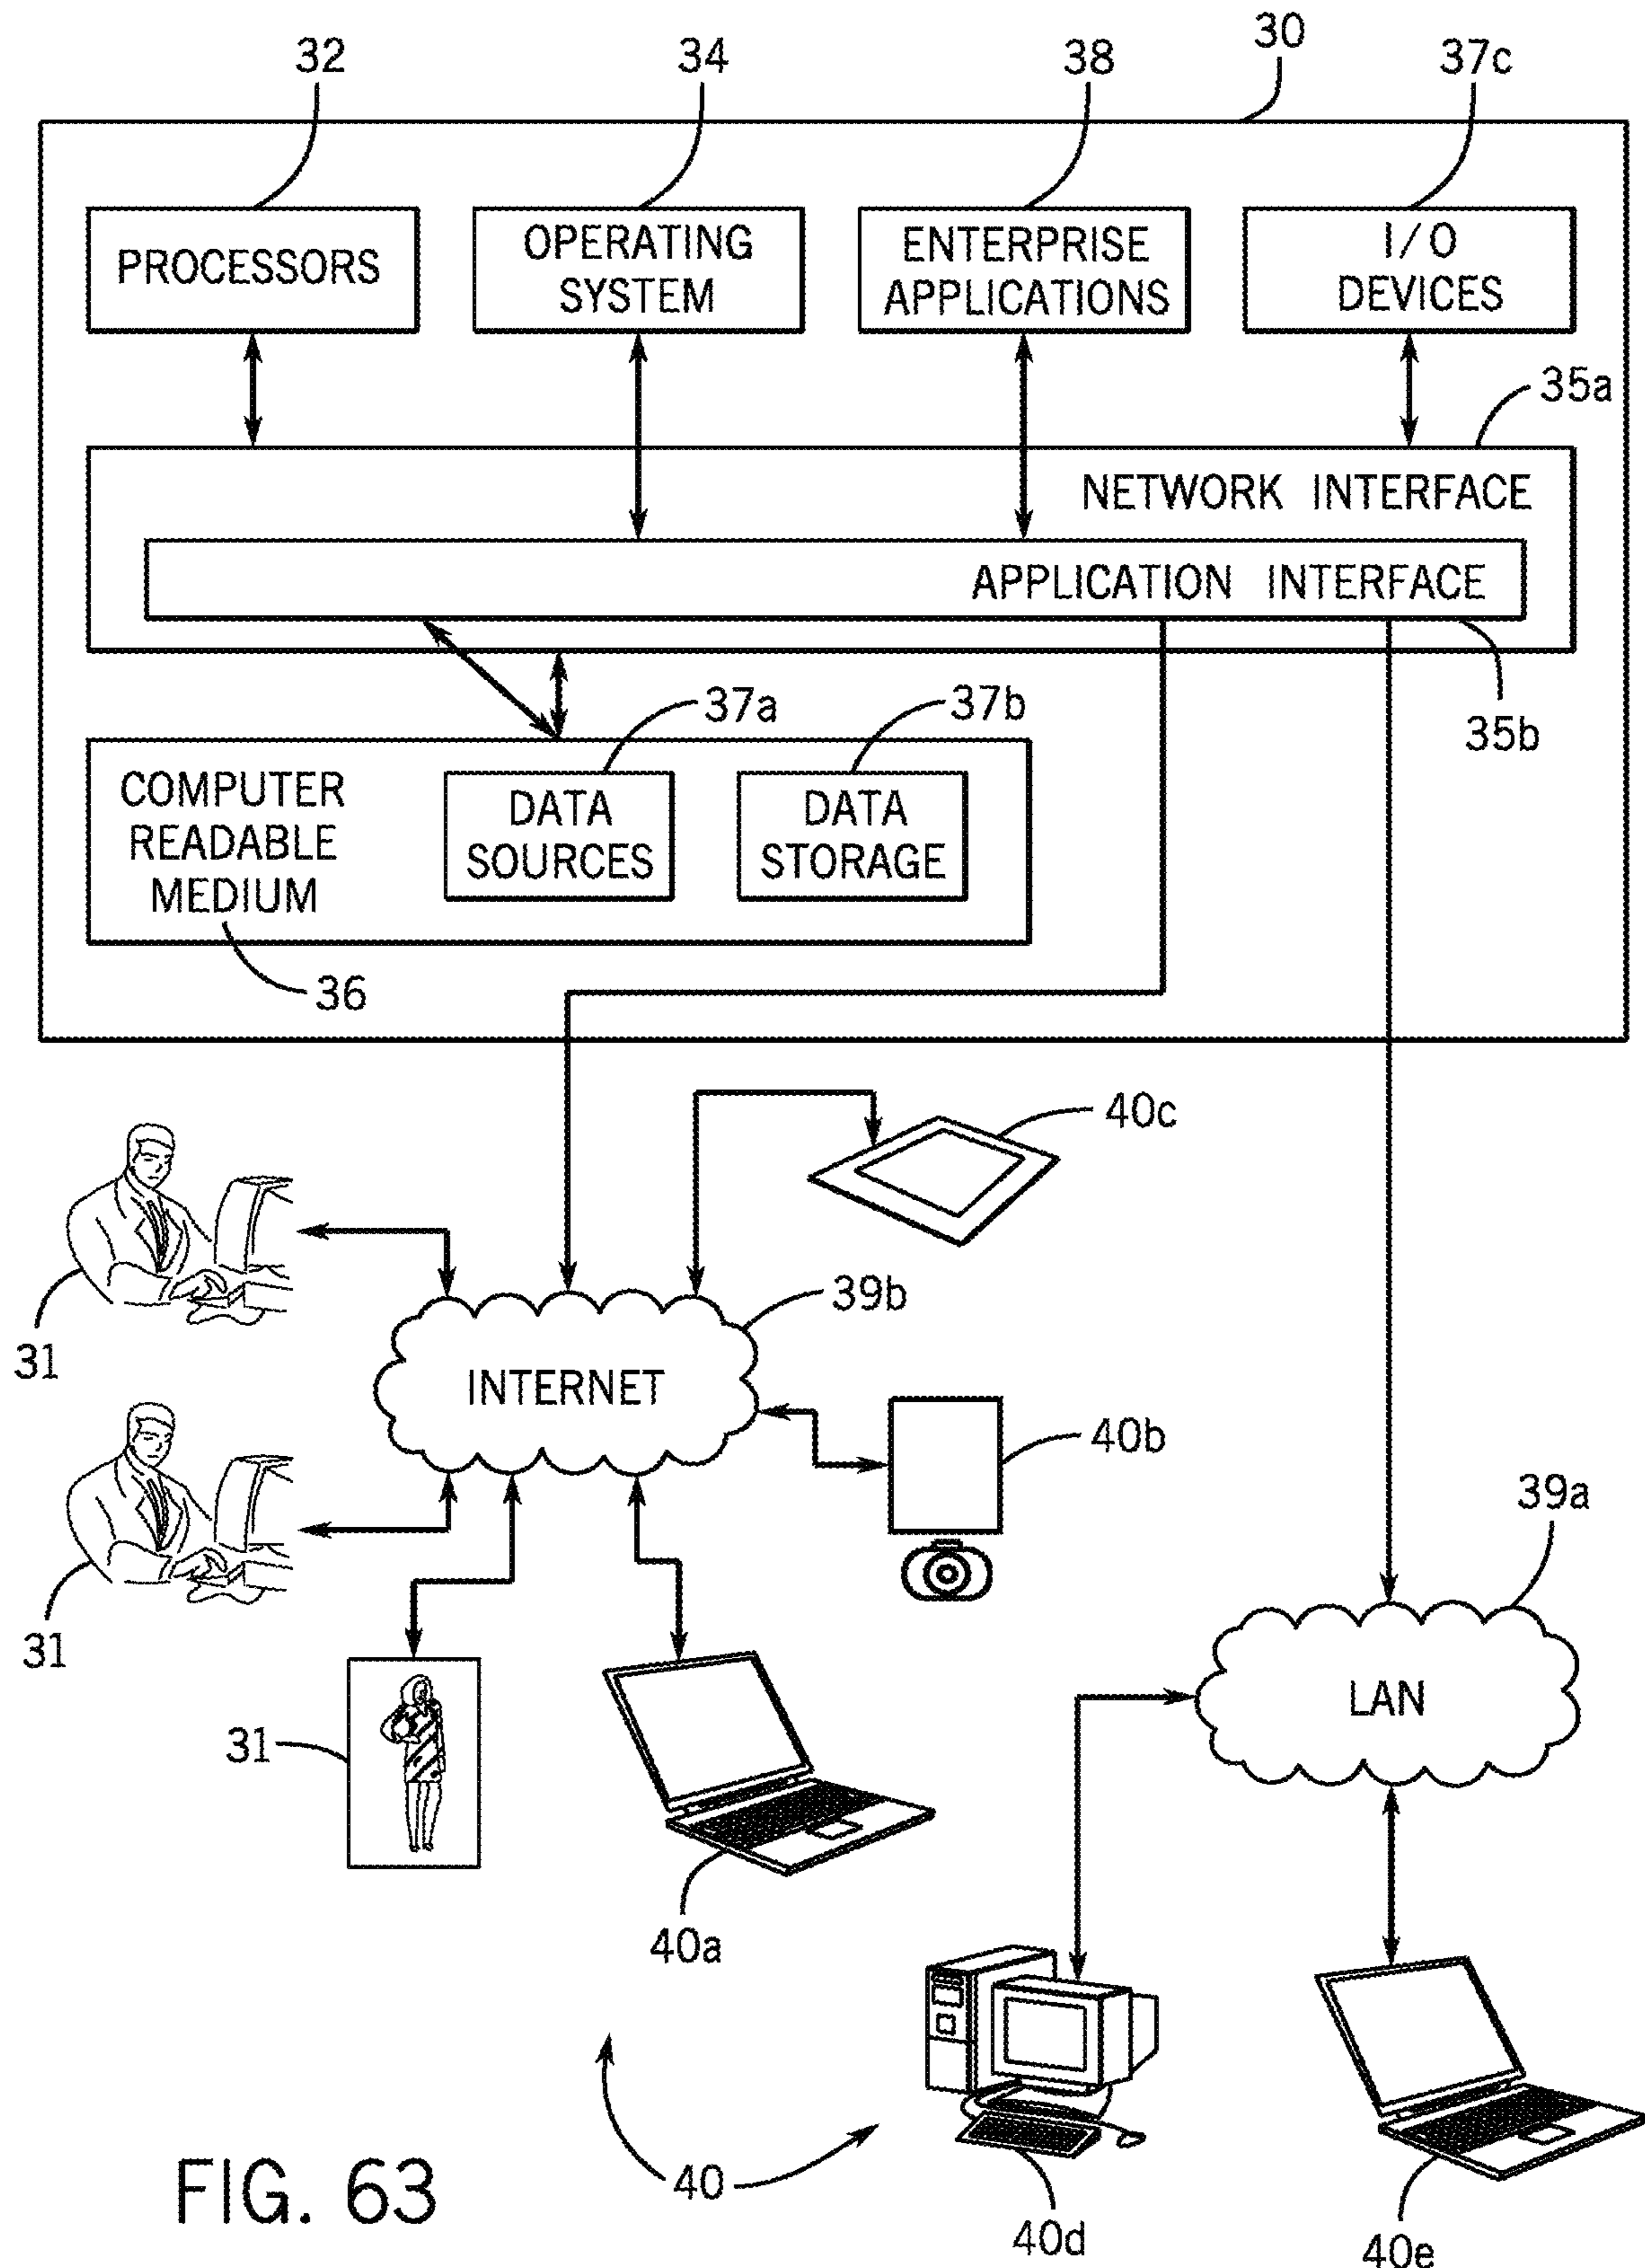 30
32
34
38
37c
PROCESSORS
OPERATING
SYSTEM
ENTERPRISE
APPLICATIONS
I/O
DEVICES
35a
NETWORK INTERFACE
APPLICATION INTERFACE
35b
37a
37b
COMPUTER
READABLE
MEDIUM
DATA
SOURCES
DATA
STORAGE
36
40c
31
39b
INTERNET
40b
31
39a
LAN
31
40a
40
40d
40e
FIG. 63